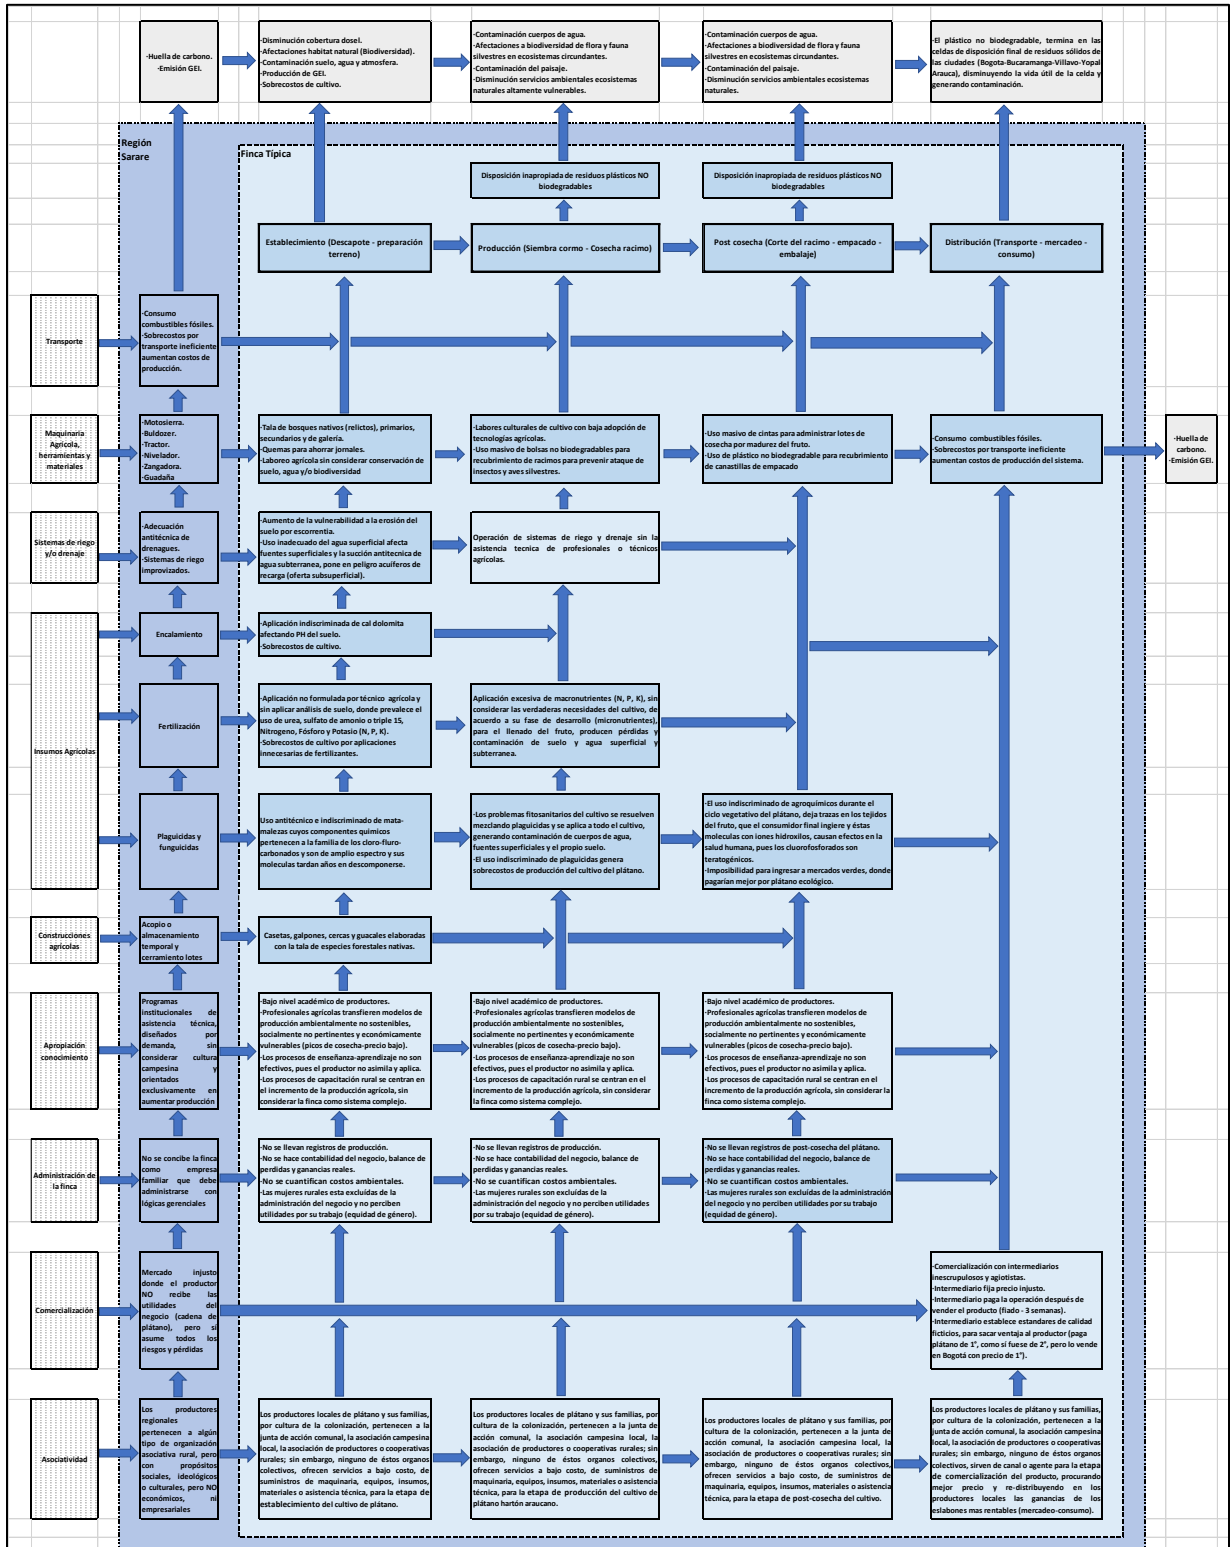 -Huella de carbono.
-Emisión GEI.
-Disminución cobertura dosel.
-Afectaciones habitat natural (Biodiversidad).
-Contaminación suelo, agua y atmosfera.
-Producción de GEI.
-Sobrecostos de cultivo.
-Contaminación cuerpos de agua.
-Afectaciones a biodiversidad de flora y fauna
silvestres en ecosistemas circundantes.
-Contaminación del paisaje.
-Disminución servicios ambientales ecosistemas
naturales altamente vulnerables.
-Contaminación cuerpos de agua.
-Afectaciones a biodiversidad de flora y fauna
silvestres en ecosistemas circundantes.
-Contaminación del paisaje.
-Disminución servicios ambientales ecosistemas
naturales.
-El plástico no biodegradable, termina en las
celdas de disposición final de residuos sólidos de
las ciudades (Bogota-Bucaramanga-Villavo-Yopal
Arauca), disminuyendo la vida útil de la celda y
generando contaminación.
Región
Sarare
Finca Típica
Disposición inapropiada de residuos plásticos NO
biodegradables
Disposición inapropiada de residuos plásticos NO
biodegradables
Establecimiento (Descapote - preparación
terreno)
Producción (Siembra cormo - Cosecha racimo)
Post cosecha (Corte del racimo - empacado -
embalaje)
Distribución (Transporte - mercadeo -
consumo)
Transporte
-Consumo
combustibles fósiles.
-Sobrecostos por
transporte ineficiente
aumentan costos de
producción.
Maquinaria
Agrícola,
herramientas y
materiales
-Motosierra.
-Buldozer.
-Tractor.
-Nivelador.
-Zangadora.
-Guadaña
-Tala de bosques nativos (relictos), primarios,
secundarios y de galería.
-Quemas para ahorrar jornales.
-Laboreo agrícola sin considerar conservación de
suelo, agua y/o biodiversidad
-Labores culturales de cultivo con baja adopción de
tecnologías agrícolas.
-Uso masivo de bolsas no biodegradables para
recubrimiento de racimos para prevenir ataque de
insectos y aves silvestres.
-Uso masivo de cintas para administrar lotes de
cosecha por madurez del fruto.
-Uso de plástico no biodegradable para recubrimiento
de canastillas de empacado
-Consumo combustibles fósiles.
-Sobrecostos por transporte ineficiente
aumentan costos de producción del sistema.
-Huella de
carbono.
-Emisión GEI.
Sistemas de riego
y/o drenaje
-Adecuación
antitécnica de
drenagues.
-Sistemas de riego
improvizados.
-Aumento de la vulnerabilidad a la erosión del
suelo por escorrentia.
-Uso inadecuado del agua superficial afecta
fuentes superficiales y la succión antitecnica de
agua subterranea, pone en peligro acuíferos de
recarga (oferta subsuperficial).
Operación de sistemas de riego y drenaje sin la
asistencia tecnica de profesionales o técnicos
agrícolas.
Insumos Agrícolas
Encalamiento
-Aplicación indiscriminada de cal dolomita
afectando PH del suelo.
-Sobrecostos de cultivo.
Fertilización
-Aplicación no formulada por técnico agrícola y
sin aplicar análisis de suelo, donde prevalece el
uso de urea, sulfato de amonio o triple 15,
Nitrogeno, Fósforo y Potasio (N, P, K).
-Sobrecostos de cultivo por aplicaciones
innecesarias de fertilizantes.
Aplicación excesiva de macronutrientes (N, P, K), sin
considerar las verdaderas necesidades del cultivo, de
acuerdo a su fase de desarrollo (micronutrientes),
para el llenado del fruto, producen pérdidas y
contaminación de suelo y agua superficial y
subterranea.
Plaguicidas y
funguicidas
Uso antitécnico e indiscriminado de mata-
malezas cuyos componentes quimicos
pertenecen a la familia de los cloro-fluro-
carbonados y son de amplio espectro y sus
moleculas tardan años en descomponerse.
-Los problemas fitosanitarios del cultivo se resuelven
mezclando plaguicidas y se aplica a todo el cultivo,
generando contaminación de cuerpos de agua,
fuentes superficiales y el propio suelo.
-El uso indiscriminado de plaguicidas genera
sobrecostos de producción del cultivo del plátano.
-El uso indiscriminado de agroquímicos durante el
ciclo vegetativo del plátano, deja trazas en los tejidos
del fruto, que el consumidor final ingiere y éstas
moleculas con iones hidroxilos, causan efectos en la
salud humana, pues los cluorofosforados son
teratogénicos.
-Imposibilidad para ingresar a mercados verdes, donde
pagarían mejor por plátano ecológico.
Construcciones
agrícolas
Acopio o
almacenamiento
temporal y
cerramiento lotes
Casetas, galpones, cercas y guacales elaboradas
con la tala de especies forestales nativas.
Apropiación
conocimiento
Programas
institucionales de
asistencia técnica,
diseñados por
demanda, sin
considerar cultura
campesina y
orientados
exclusivamente en
aumentar producción
-Bajo nivel académico de productores.
-Profesionales agrícolas transfieren modelos de
producción ambientalmente no sostenibles,
socialmente no pertinentes y económicamente
vulnerables (picos de cosecha-precio bajo).
-Los procesos de enseñanza-aprendizaje no son
efectivos, pues el productor no asimila y aplica.
-Los procesos de capacitación rural se centran en
el incremento de la producción agrícola, sin
considerar la finca como sistema complejo.
-Bajo nivel académico de productores.
-Profesionales agrícolas transfieren modelos de
producción ambientalmente no sostenibles,
socialmente no pertinentes y económicamente
vulnerables (picos de cosecha-precio bajo).
-Los procesos de enseñanza-aprendizaje no son
efectivos, pues el productor no asimila y aplica.
-Los procesos de capacitación rural se centran en el
incremento de la producción agrícola, sin considerar
la finca como sistema complejo.
-Bajo nivel académico de productores.
-Profesionales agrícolas transfieren modelos de
producción ambientalmente no sostenibles,
socialmente no pertinentes y económicamente
vulnerables (picos de cosecha-precio bajo).
-Los procesos de enseñanza-aprendizaje no son
efectivos, pues el productor no asimila y aplica.
-Los procesos de capacitación rural se centran en el
incremento de la producción agrícola, sin considerar la
finca como sistema complejo.
Administración de
la finca
No se concibe la finca
como empresa
familiar que debe
administrarse con
lógicas gerenciales
-No se llevan registros de producción.
-No se hace contabilidad del negocio, balance de
perdidas y ganancias reales.
-No se cuantifican costos ambientales.
-Las mujeres rurales esta excluídas de la
administración del negocio y no perciben
utilidades por su trabajo (equidad de género).
-No se llevan registros de producción.
-No se hace contabilidad del negocio, balance de
perdidas y ganancias reales.
-No se cuantifican costos ambientales.
-Las mujeres rurales son excluídas de la
administración del negocio y no perciben utilidades
por su trabajo (equidad de género).
-No se llevan registros de post-cosecha del plátano.
-No se hace contabilidad del negocio, balance de
perdidas y ganancias reales.
-No se cuantifican costos ambientales.
-Las mujeres rurales son excluídas de la administración
del negocio y no perciben utilidades por su trabajo
(equidad de género).
Comercialización
Mercado injusto
donde el productor
NO recibe las
utilidades del
negocio (cadena de
plátano), pero sí
asume todos los
riesgos y pérdidas
-Comercialización con intermediarios
inescrupulosos y agiotistas.
-Intermediario fija precio injusto.
-Intermediario paga la operación después de
vender el producto (fiado - 3 semanas).
-Intermediario establece estandares de calidad
ficticios, para sacar ventaja al productor (paga
plátano de 1°, como sí fuese de 2°, pero lo vende
en Bogotá con precio de 1°).
Asociatividad
Los productores
regionales
pertenecen a algún
tipo de organización
asociativa rural, pero
con propósitos
sociales, ideológicos
o culturales, pero NO
económicos, ni
empresariales
Los productores locales de plátano y sus familias,
por cultura de la colonización, pertenecen a la
junta de acción comunal, la asociación campesina
local, la asociación de productores o cooperativas
rurales; sin embargo, ninguno de éstos organos
colectivos, ofrecen servicios a bajo costo, de
suministros de maquinaria, equipos, insumos,
materiales o asistencia técnica, para la etapa de
establecimiento del cultivo de plátano.
Los productores locales de plátano y sus familias, por
cultura de la colonización, pertenecen a la junta de
acción comunal, la asociación campesina local, la
asociación de productores o cooperativas rurales; sin
embargo, ninguno de éstos organos colectivos,
ofrecen servicios a bajo costo, de suministros de
maquinaria, equipos, insumos, materiales o asistencia
técnica, para la etapa de producción del cultivo de
plátano hartón araucano.
Los productores locales de plátano y sus familias, por
cultura de la colonización, pertenecen a la junta de
acción comunal, la asociación campesina local, la
asociación de productores o cooperativas rurales; sin
embargo, ninguno de éstos organos colectivos,
ofrecen servicios a bajo costo, de suministros de
maquinaria, equipos, insumos, materiales o asistencia
técnica, para la etapa de post-cosecha del cultivo.
Los productores locales de plátano y sus familias,
por cultura de la colonización, pertenecen a la
junta de acción comunal, la asociación campesina
local, la asociación de productores o cooperativas
rurales; sin embargo, ninguno de éstos organos
colectivos, sirven de canal o agente para la etapa
de comercialización del producto, procurando
mejor precio y re-distribuyendo en los
productores locales las ganancias de los
eslabones mas rentables (mercadeo-consumo).